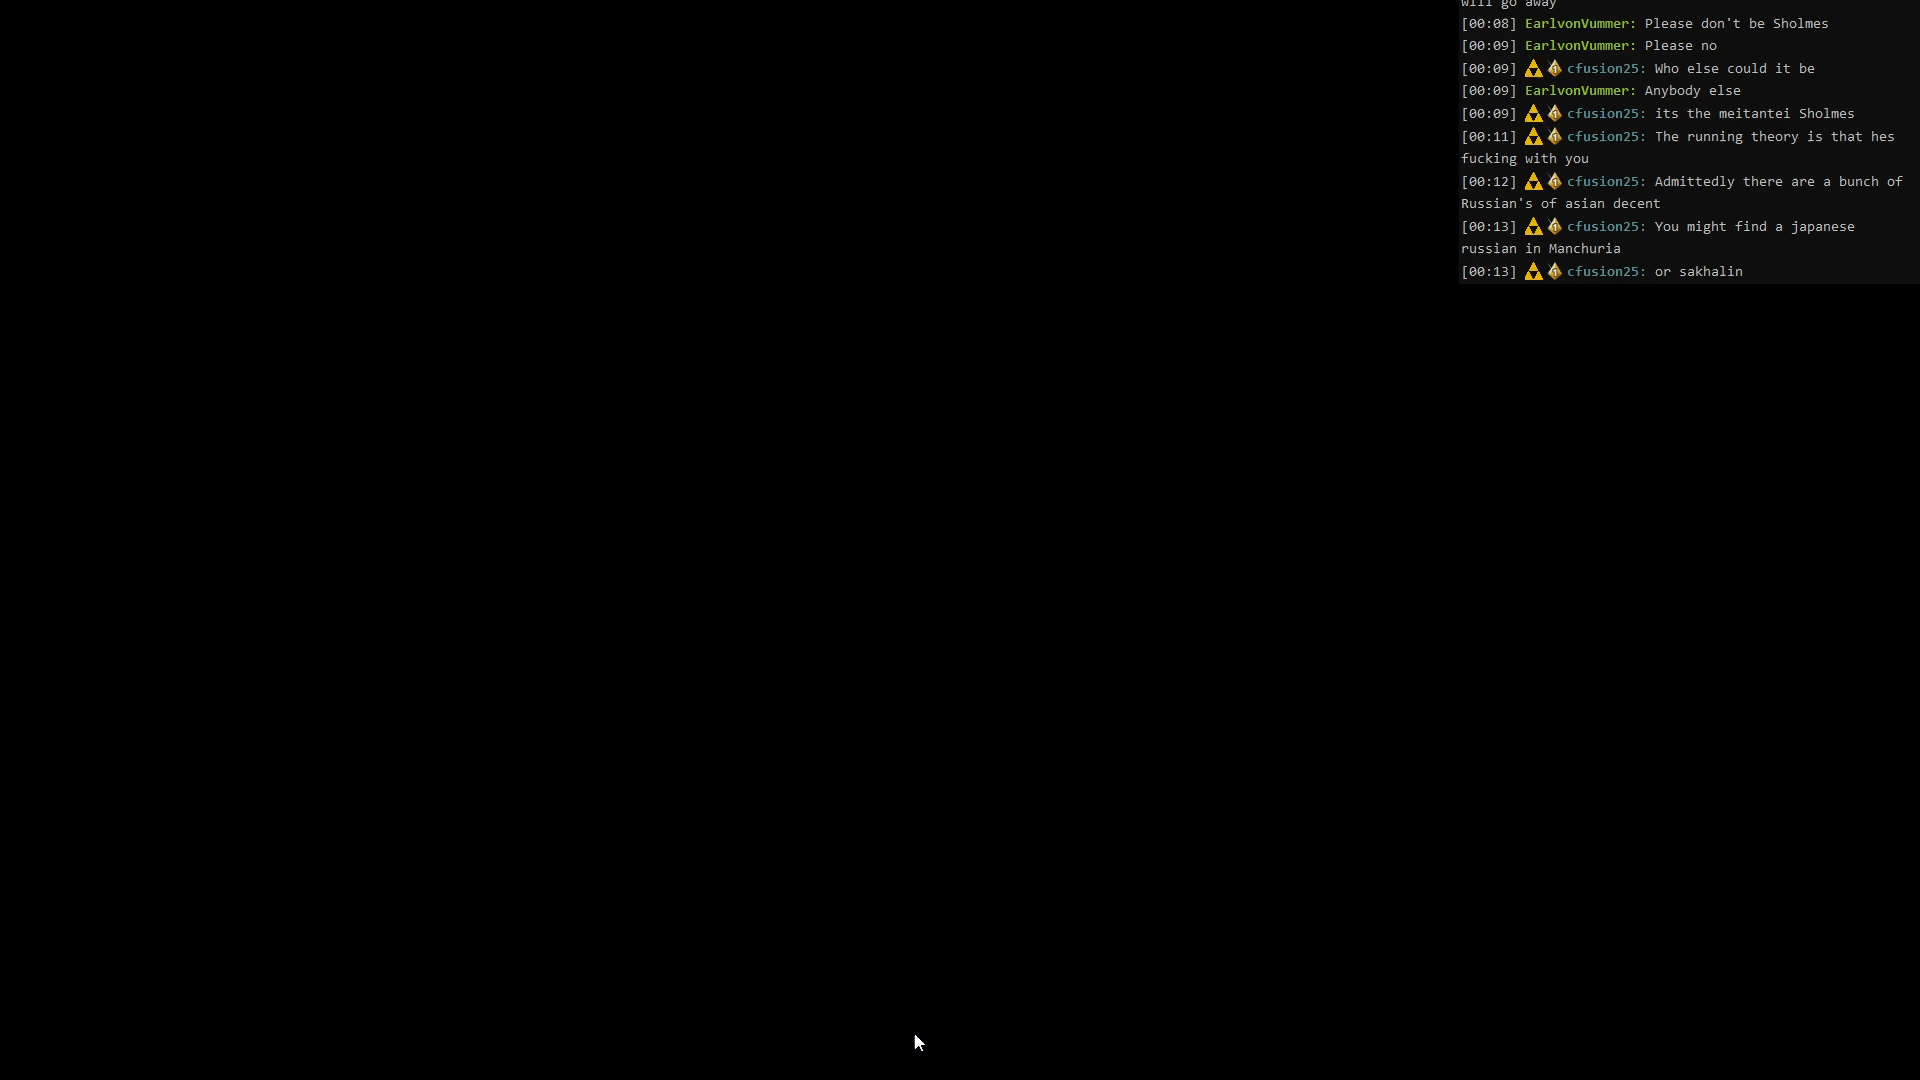 will go away
[00:08] EarlvonVummer: Please don't be Sholmes
[00:09] EarlvonVummer: Please no
[00:09] cfusion25: Who else could it be
[00:09] EarlvonVummer: Anybody else
[00:09] cfusion25: its the meitantei Sholmes
[00:11] cfusion25: The running theory is that hes
fucking with you
[00:12] cfusion25: Admittedly there are a bunch of
Russian's of asian decent
[00:13] cfusion25: You might find a japanese
russian in Manchuria
[00:13] cfusion25: or sakhalin